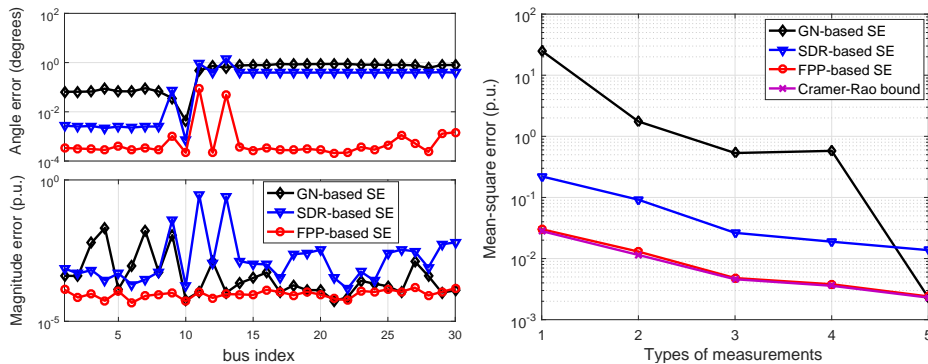 Angle error (degrees)
10^2
10^0
10^-2
10^-4
Magnitude error (p.u.)
10^-2
10^-4
10^-5
GN-based SE
SDR-based SE
FPP-based SE
5
10
15
20
25
30
bus index
Mean-square error (p.u.)
10^2
10^1
10^0
10^-1
10^-2
10^-3
GN-based SE
SDR-based SE
FPP-based SE
Cramer-Rao bound
1
2
3
4
5
Types of measurements